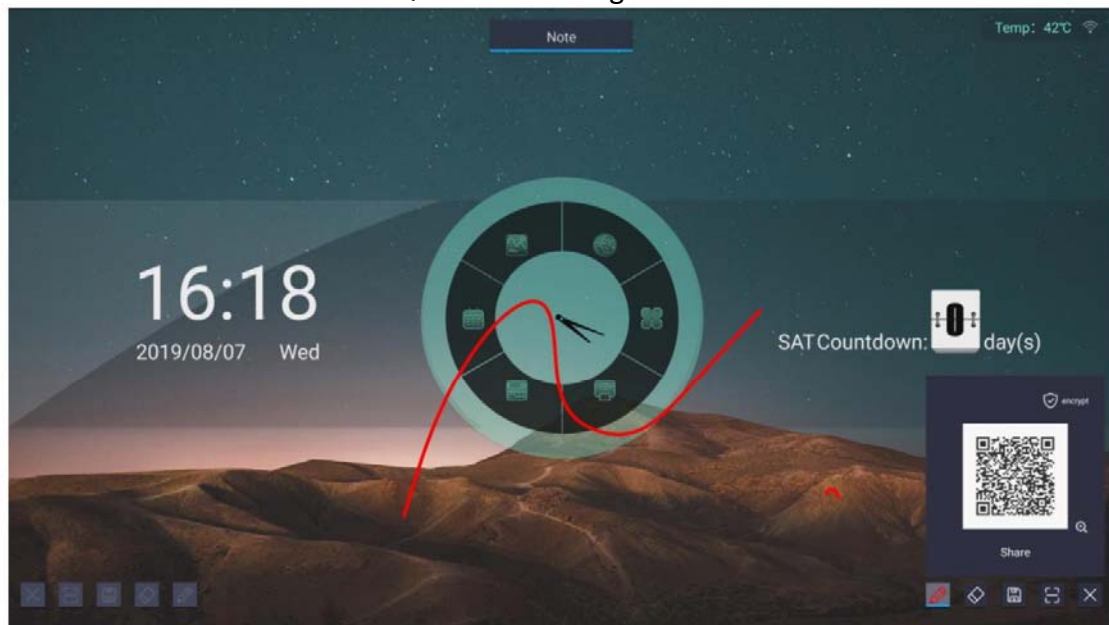 Note
Temp: 42℃
16:18
2019/08/07 Wed
SAT Countdown: 0 day(s)
encrypt
Share